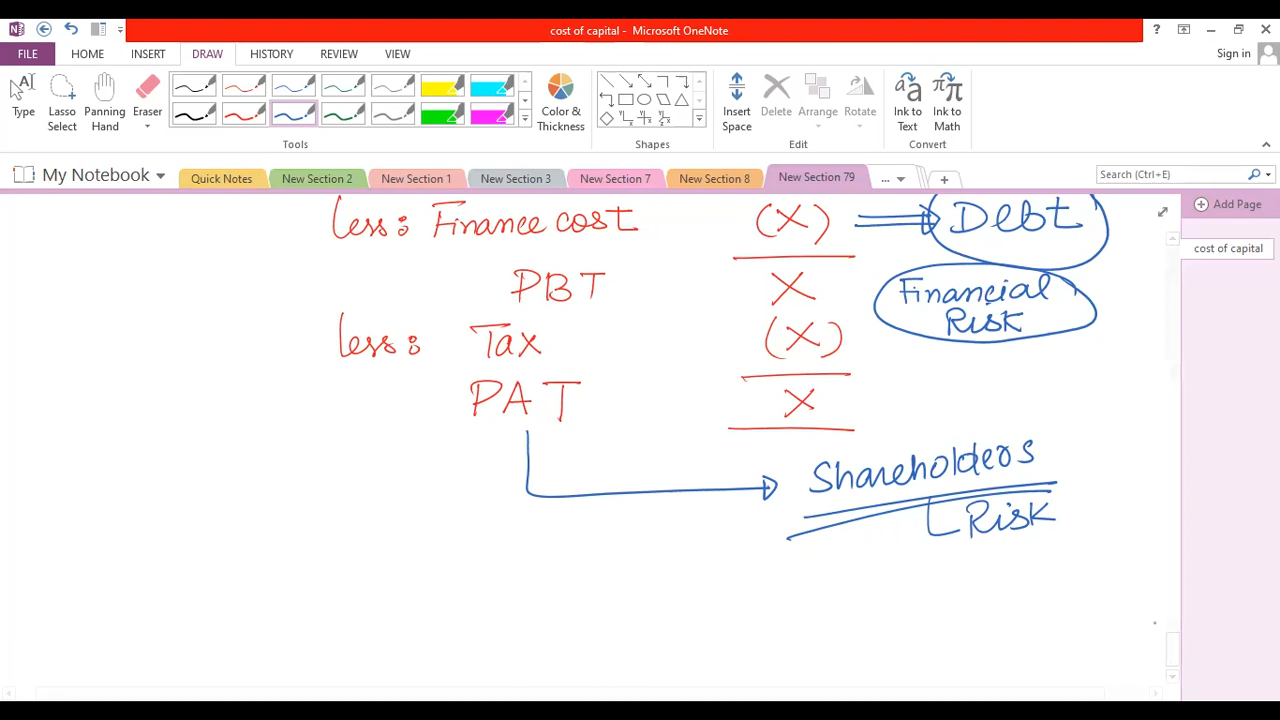 cost of capital - Microsoft OneNote
FILE HOME INSERT DRAW HISTORY REVIEW VIEW Sign in
Type Lasso Select Panning Hand Eraser Color & Thickness Insert Space Delete Arrange Rotate Ink to Text Ink to Math
Tools Shapes Edit Convert
My Notebook Quick Notes New Section 2 New Section 1 New Section 3 New Section 7 New Section 8 New Section 79 ... Search (Ctrl+E)
Add Page
cost of capital
less: Finance cost (X) Debt
PBT X Financial Risk
less: Tax (X)
PAT X
Shareholders
Risk